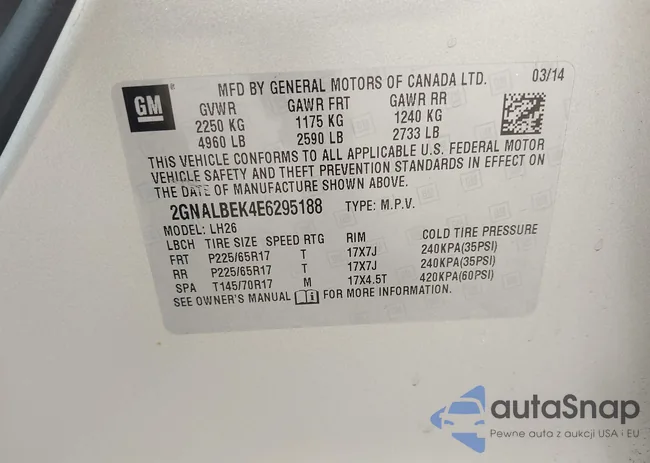 GM
MFD BY GENERAL MOTORS OF CANADA LTD. 03/14
GVWR GAWR FRT GAWR RR
2250 KG 1175 KG 1240 KG
4960 LB 2590 LB 2733 LB
THIS VEHICLE CONFORMS TO ALL APPLICABLE U.S. FEDERAL MOTOR
VEHICLE SAFETY AND THEFT PREVENTION STANDARDS IN EFFECT ON
THE DATE OF MANUFACTURE SHOWN ABOVE.
2GNALBEK4E6295188 TYPE: M.P.V.
MODEL: LH26
LBCH TIRE SIZE SPEED RTG RIM COLD TIRE PRESSURE
FRT P225/65R17 T 17X7J 240KPA(35PSI)
RR P225/65R17 T 17X7J 240KPA(35PSI)
SPA T145/70R17 M 17X4.5T 420KPA(60PSI)
SEE OWNER'S MANUAL FOR MORE INFORMATION.
autaSnap
Pewne auta z aukcji USA i EU